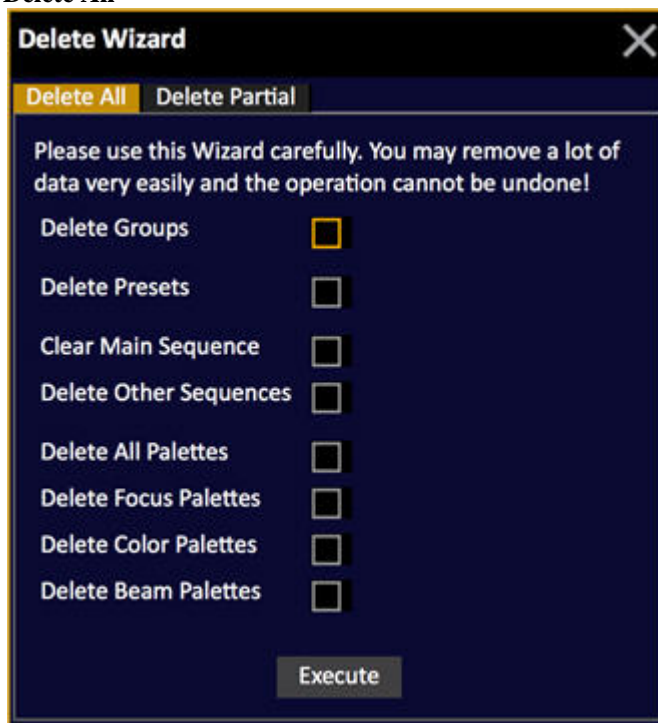 Delete All
Delete Wizard
Delete All Delete Partial
Please use this Wizard carefully. You may remove a lot of
data very easily and the operation cannot be undone!
Delete Groups
Delete Presets
Clear Main Sequence
Delete Other Sequences
Delete All Palettes
Delete Focus Palettes
Delete Color Palettes
Delete Beam Palettes
Execute